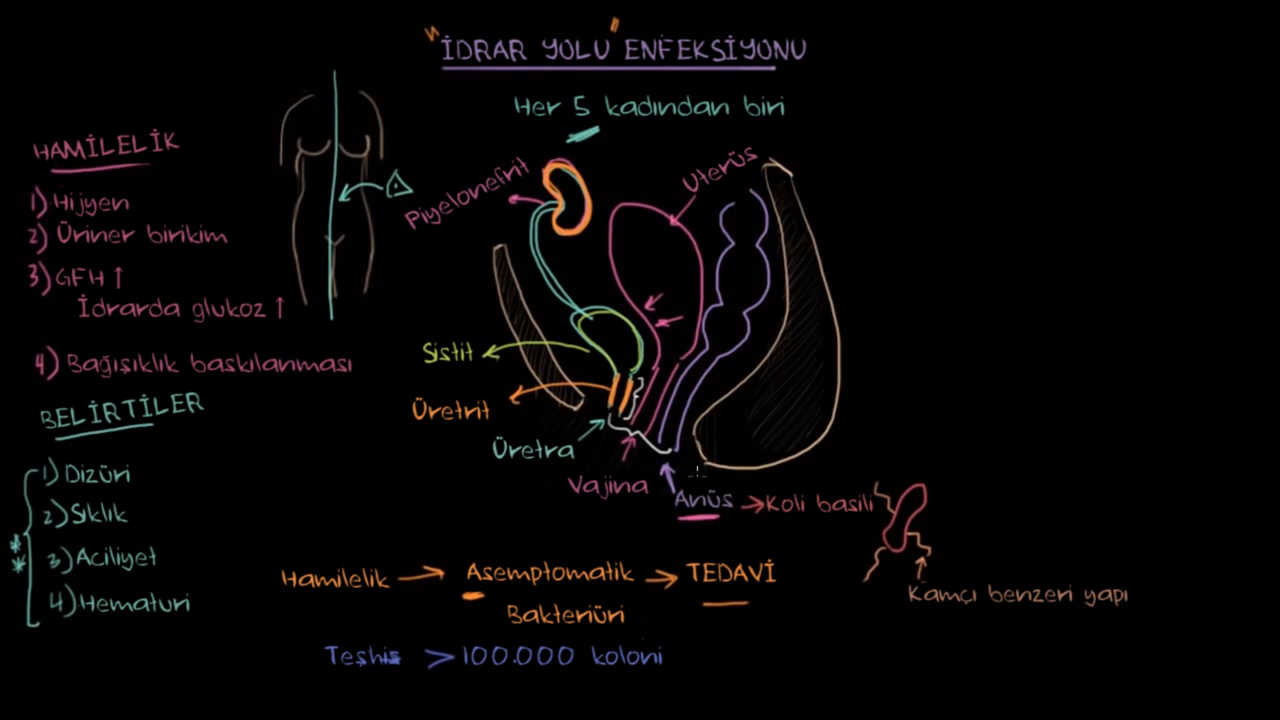 "İDRAR YOLU" ENFEKSİYONU
Her 5 kadından biri
HAMİLELİK
1) Hijyen
2) Üriner birikim
3) GFH ↑
İdrarda glukoz ↑
4) Bağışıklık baskılanması
BELİRTİLER
1) Dizüri
2) Sıklık
3) Aciliyet
4) Hematüri
**
Piyelonefrit
Uterüs
Sistit
Üretrit
Üretra
Vajina
Anüs → Koli basili
Kamçı benzeri yapı
Hamilelik → Asemptomatik → TEDAVİ
Bakteriüri
Teşhis > 100.000 koloni